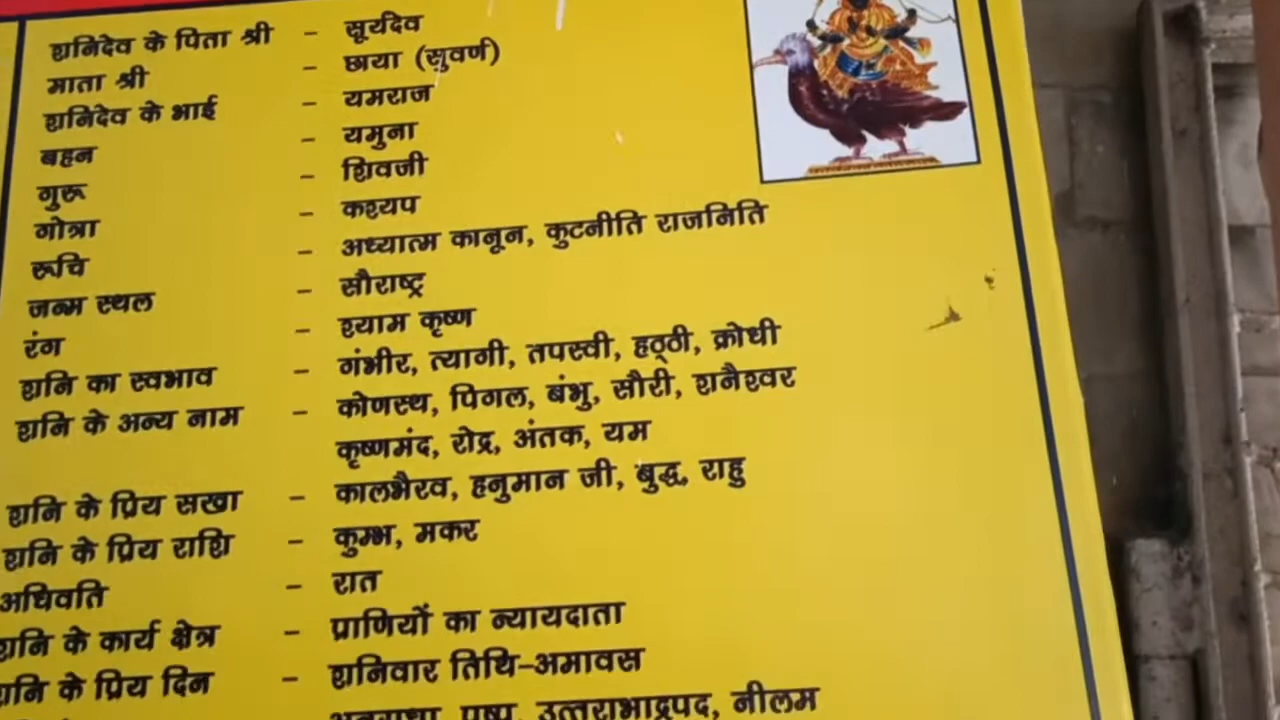 शनिदेव के पिता श्री - सूर्यदेव
माता श्री - छाया (सुवर्ण)
शनिदेव के भाई - यमराज
बहन - यमुना
गुरू - शिवजी
गोत्रा - कश्यप
रूचि - अध्यात्म कानून, कुटनीति राजनिति
जन्म स्थल - सौराष्ट्र
रंग - श्याम कृष्ण
शनि का स्वभाव - गंभीर, त्यागी, तपस्वी, हठ्ठी, क्रोधी
शनि के अन्य नाम - कोणस्थ, पिगल, बंभु, सौरी, शनैश्वर
कृष्णमंद, रोद्र, अंतक, यम
शनि के प्रिय सखा - कालभैरव, हनुमान जी, बुद्ध, राहु
शनि के प्रिय राशि - कुम्भ, मकर
अधिवति - रात
शनि के कार्य क्षेत्र - प्राणियों का न्यायदाता
शनि के प्रिय दिन - शनिवार तिथि-अमावस
उत्तराभाद्रपद, नीलम